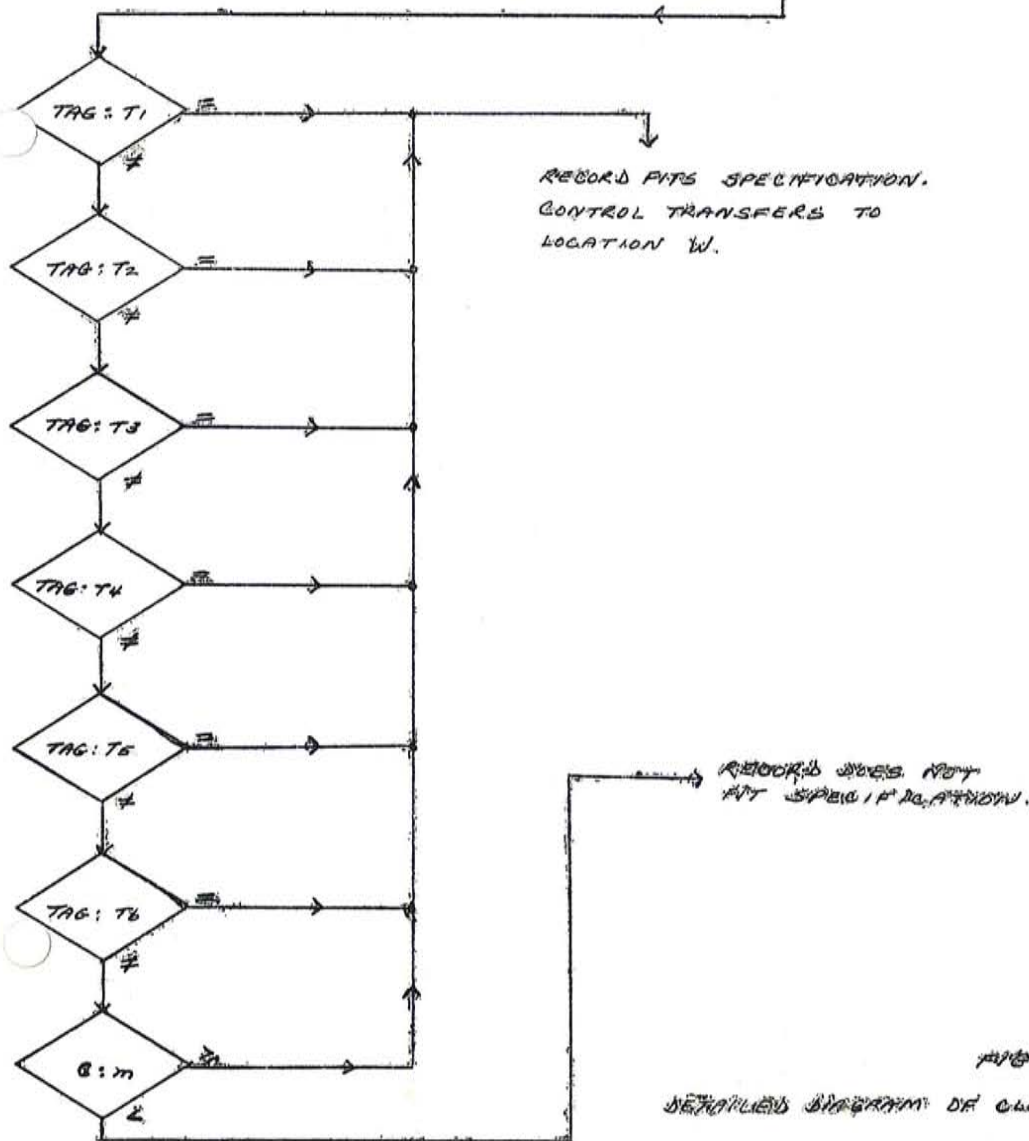 TAG: T1
=
≠
RECORD FITS SPECIFICATION.
CONTROL TRANSFERS TO
LOCATION W.
TAG: T2
=
≠
TAG: T3
=
≠
TAG: T4
=
≠
TAG: T5
=
≠
RECORD DOES NOT
FIT SPECIFICATION.
TAG: T6
=
≠
C: m
<
DETAILED DIAGRAM OF